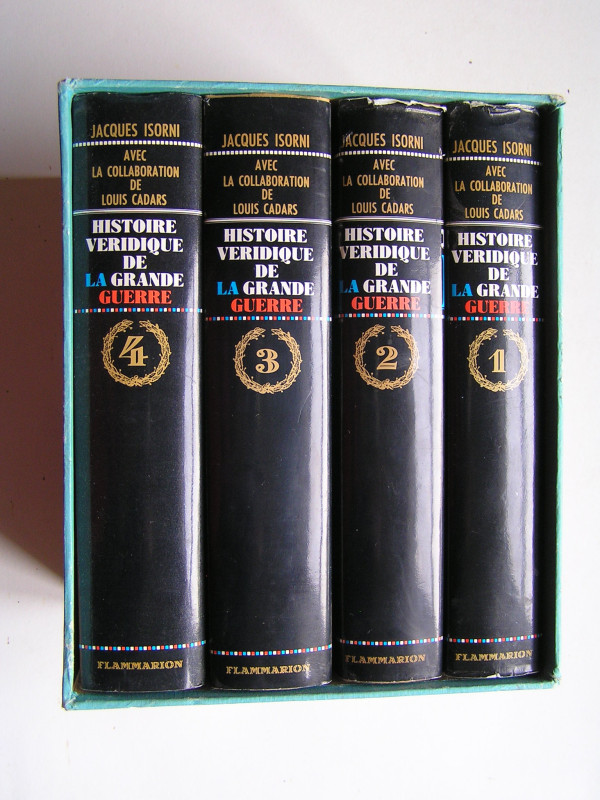 JACQUES ISORNI
AVEC
LA COLLABORATION
DE
LOUIS CADARS
HISTOIRE
VERIDIQUE
DE
LA GRANDE
GUERRE
4
FLAMMARION
JACQUES ISORNI
AVEC
LA COLLABORATION
DE
LOUIS CADARS
HISTOIRE
VERIDIQUE
DE
LA GRANDE
GUERRE
3
FLAMMARION
JACQUES ISORNI
AVEC
LA COLLABORATION
DE
LOUIS CADARS
HISTOIRE
VERIDIQUE
DE
LA GRANDE
GUERRE
2
FLAMMARION
JACQUES ISORNI
AVEC
LA COLLABORATION
DE
LOUIS CADARS
HISTOIRE
VERIDIQUE
DE
LA GRANDE
GUERRE
1
FLAMMARION